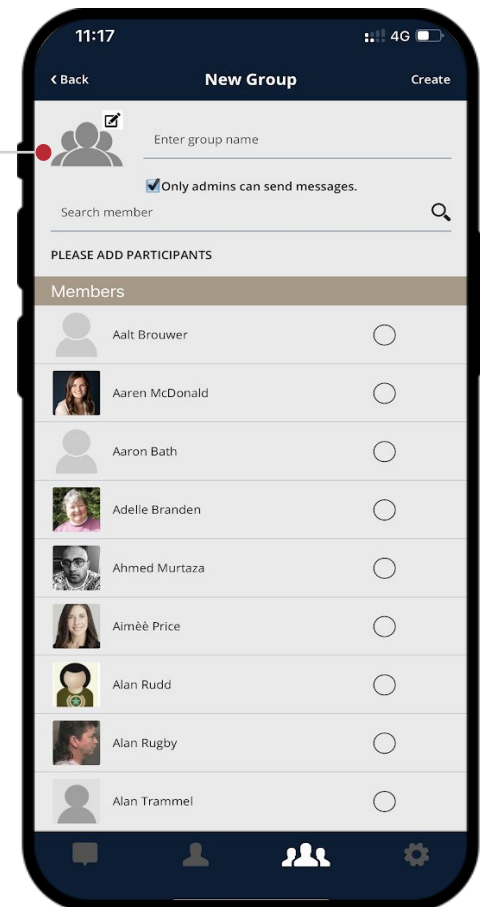 11:17 4G
Back New Group Create
Enter group name
Only admins can send messages.
Search member
PLEASE ADD PARTICIPANTS
Members
Aalt Brouwer
Aaren McDonald
Aaron Bath
Adelle Branden
Ahmed Murtaza
Aimèè Price
Alan Rudd
Alan Rugby
Alan Trammel